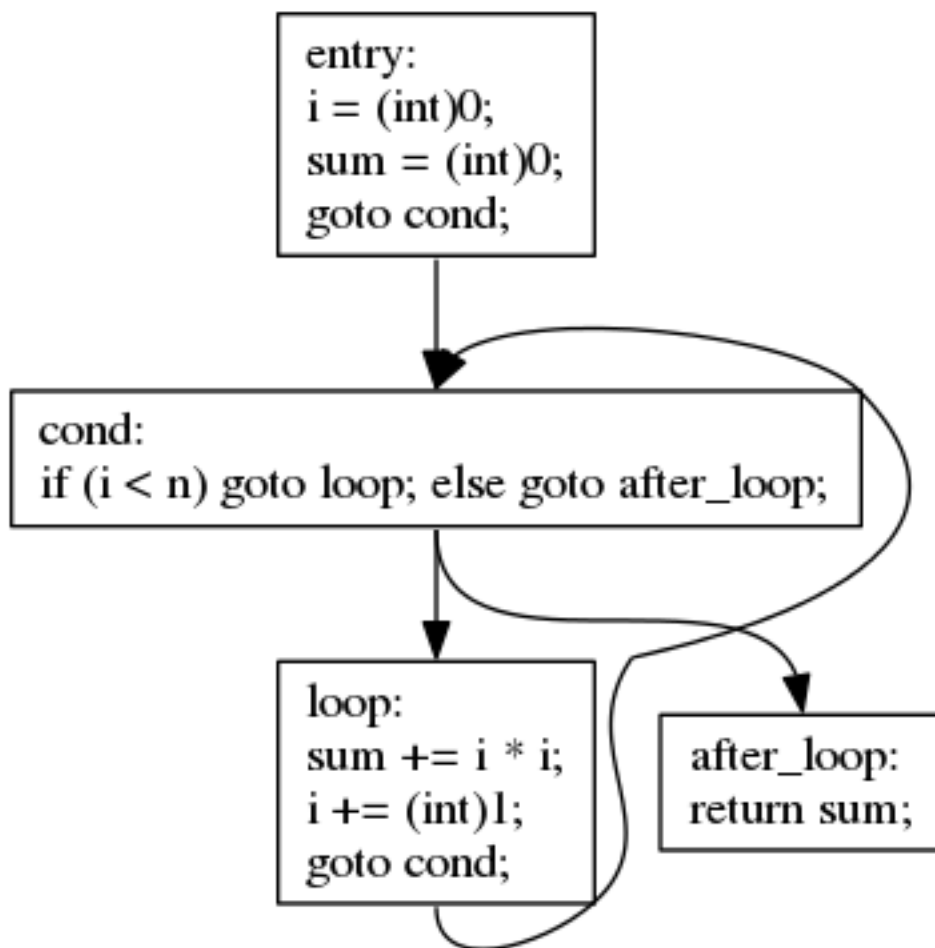 entry:
i = (int)0;
sum = (int)0;
goto cond;
cond:
if (i < n) goto loop; else goto after_loop;
loop:
sum += i * i;
i += (int)1;
goto cond;
after_loop:
return sum;